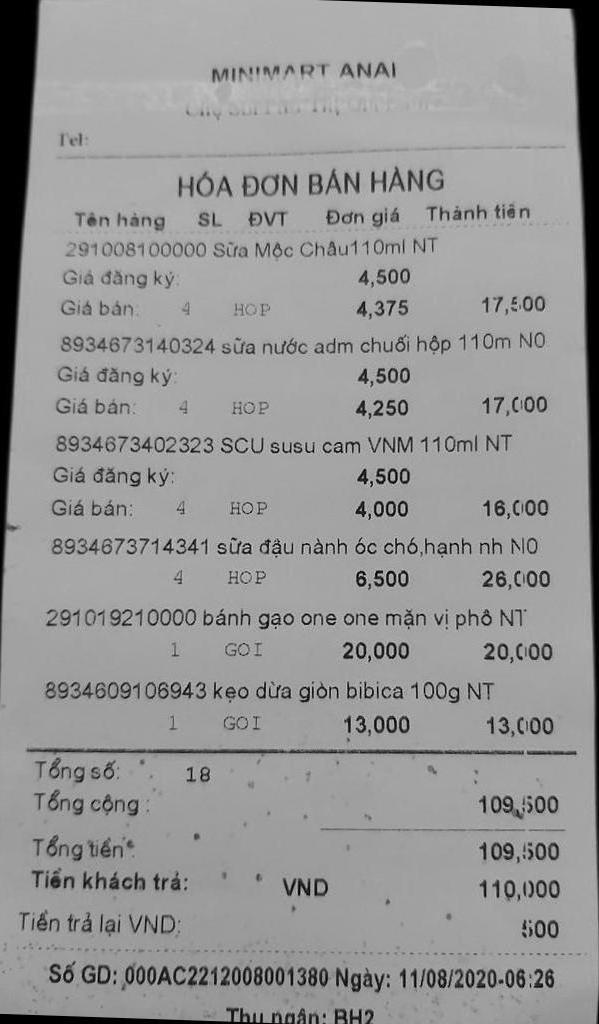 MINIMART ANAI
Tel:
HÓA ĐƠN BÁN HÀNG
Tên hàng SL ĐVT Đơn giá Thành tiền
291008100000 Sữa Mộc Châu110ml NT
Giá đăng ký: 4,500
Giá bán: 4 HOP 4,375 17,500
8934673140324 sữa nước adm chuối hộp 110m N0
Giá đăng ký: 4,500
Giá bán: 4 HOP 4,250 17,000
8934673402323 SCU susu cam VNM 110ml NT
Giá đăng ký: 4,500
Giá bán: 4 HOP 4,000 16,000
8934673714341 sữa đậu nành óc chó,hạnh nh N0
4 HOP 6,500 26,000
291019210000 bánh gạo one one mặn vị phô NT
1 GOI 20,000 20,000
8934609106943 kẹo dừa giòn bibica 100g NT
1 GOI 13,000 13,000
Tổng số: 18
Tổng cộng : 109,500
Tổng tiền: 109,500
Tiền khách trả: VND 110,000
Tiền trả lại VND: 500
Số GD: 000AC2212008001380 Ngày: 11/08/2020-06:26
Thu ngân: BH2